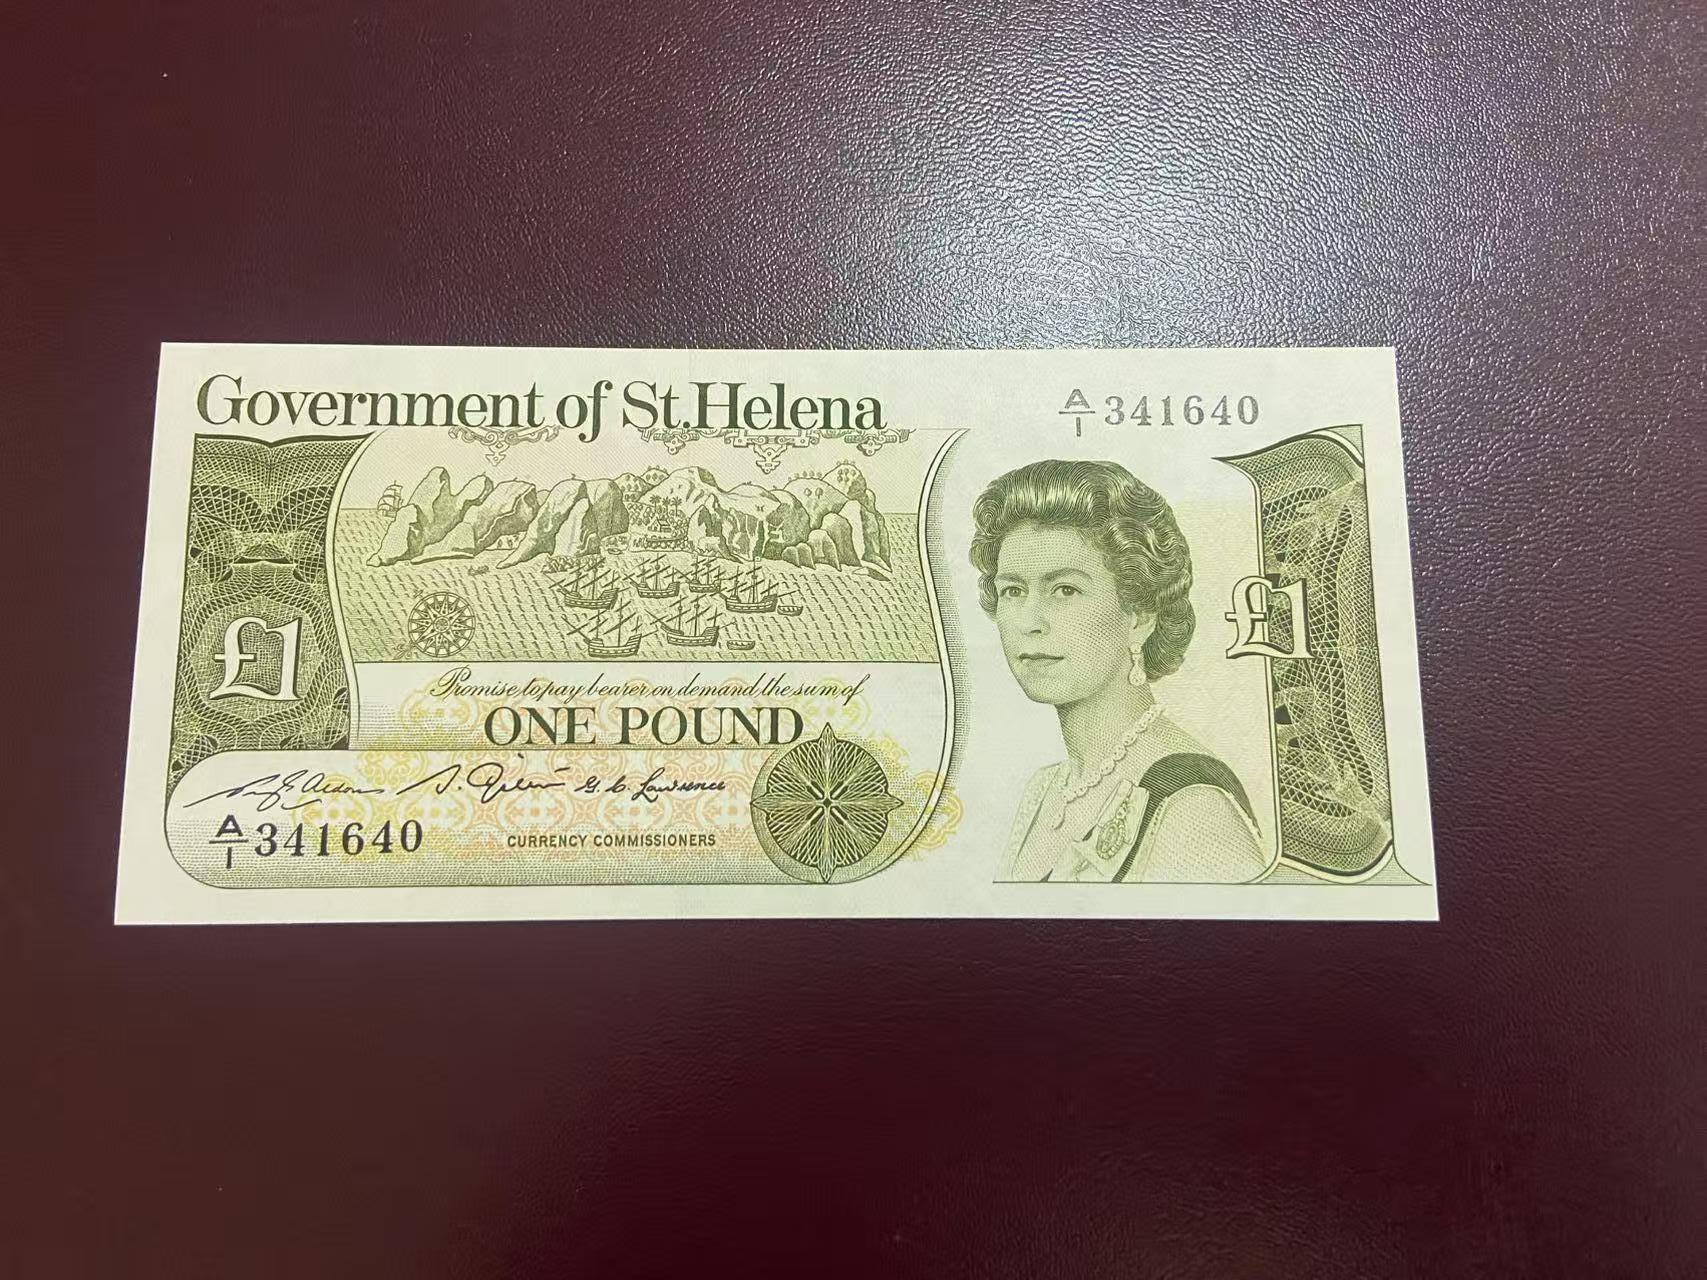 Government of St.Helena
A/1 341640
£1
£1
Promise to pay bearer on demand the sum of
ONE POUND
G. C. Lawrence
A/1 341640
CURRENCY COMMISSIONERS